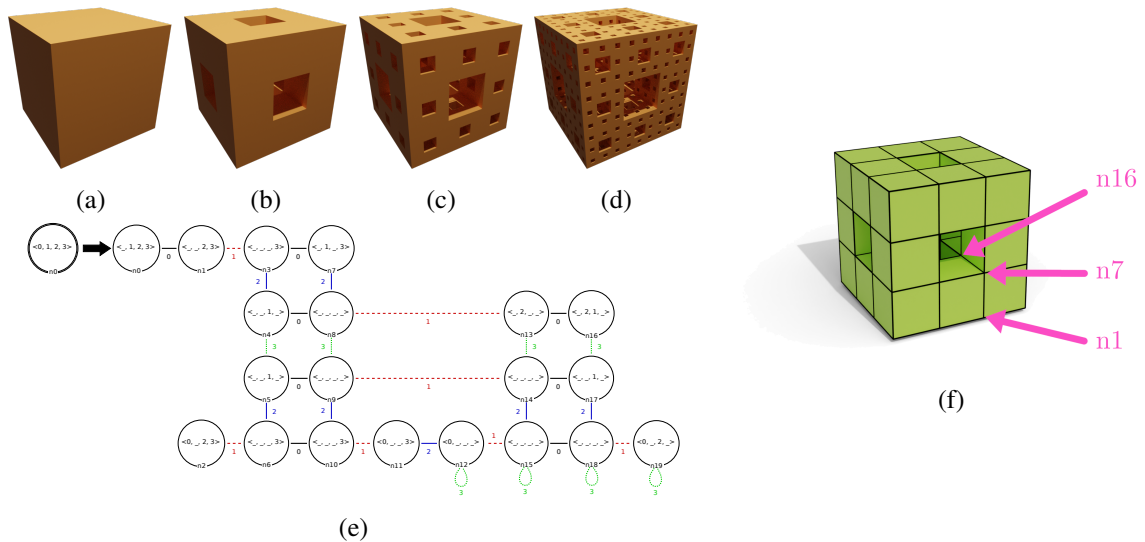 (a)
(b)
(c)
(d)
<0, 1, 2, 3>
n0
<_, 1, 2, 3>
n0
0
<_, _, 2, 3>
n1
1
<_, _, _, 3>
n3
0
<_, 1, _, 3>
n7
2
2
<_, _, 1, _>
n4
0
<_, _, _, _>
n8
1
<_, 2, _, _>
n13
0
<_, 2, 1, _>
n16
3
3
3
3
<_, _, 1, _>
n5
0
<_, _, _, _>
n9
1
<_, _, _, _>
n14
0
<_, _, 1, _>
n17
2
2
2
2
<0, _, 2, 3>
n2
1
<_, _, _, 3>
n6
0
<_, _, _, 3>
n10
1
<0, _, _, 3>
n11
2
<0, _, _, _>
n12
1
<_, _, _, _>
n15
0
<_, _, _, _>
n18
1
<0, _, 2, _>
n19
3
3
3
3
(e)
n16
n7
n1
(f)